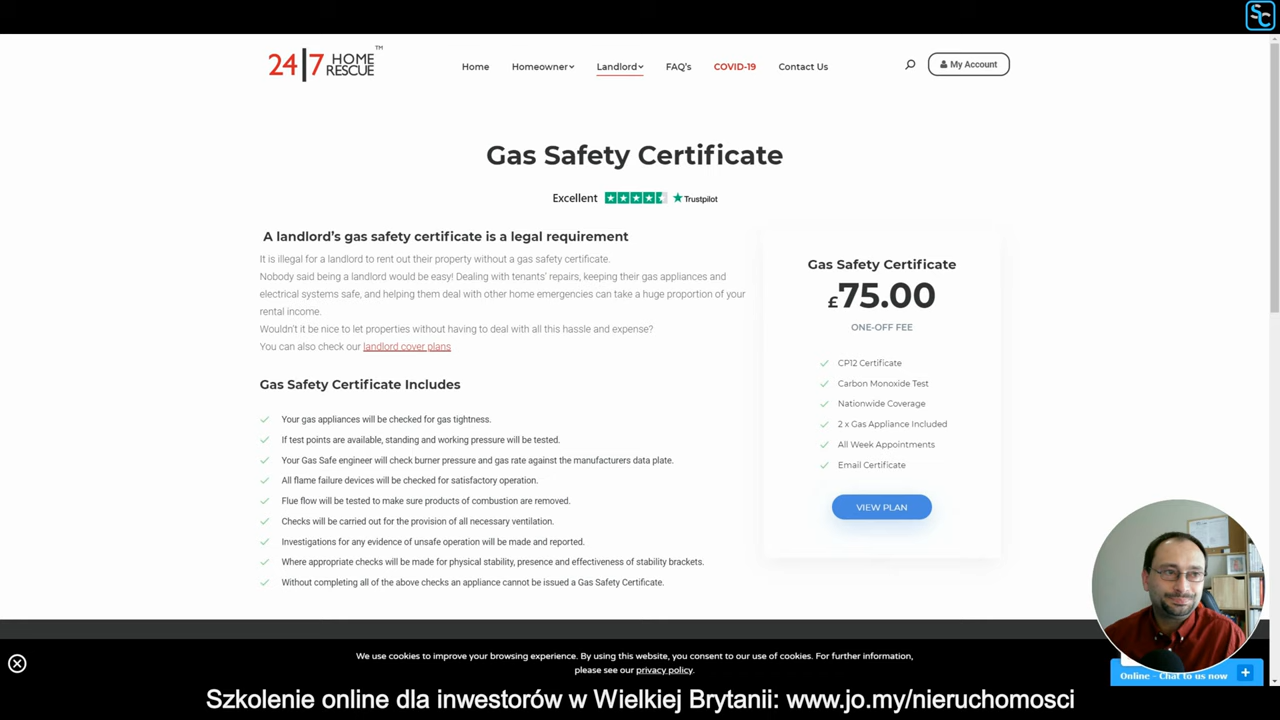 SC
24|7 HOME RESCUE ™
Home
Homeowner
Landlord
FAQ's
COVID-19
Contact Us
My Account
Gas Safety Certificate
Excellent
Trustpilot
A landlord's gas safety certificate is a legal requirement
It is illegal for a landlord to rent out their property without a gas safety certificate.
Nobody said being a landlord would be easy! Dealing with tenants' repairs, keeping their gas appliances and
electrical systems safe, and helping them deal with other home emergencies can take a huge proportion of your
rental income.
Wouldn't it be nice to let properties without having to deal with all this hassle and expense?
You can also check our landlord cover plans
Gas Safety Certificate Includes
Your gas appliances will be checked for gas tightness.
If test points are available, standing and working pressure will be tested.
Your Gas Safe engineer will check burner pressure and gas rate against the manufacturers data plate.
All flame failure devices will be checked for satisfactory operation.
Flue flow will be tested to make sure products of combustion are removed.
Checks will be carried out for the provision of all necessary ventilation.
Investigations for any evidence of unsafe operation will be made and reported.
Where appropriate checks will be made for physical stability, presence and effectiveness of stability brackets.
Without completing all of the above checks an appliance cannot be issued a Gas Safety Certificate.
Gas Safety Certificate
£75.00
ONE-OFF FEE
CP12 Certificate
Carbon Monoxide Test
Nationwide Coverage
2 x Gas Appliance Included
All Week Appointments
Email Certificate
VIEW PLAN
We use cookies to improve your browsing experience. By using this website, you consent to our use of cookies. For further information,
please see our privacy policy.
Online - Chat to us now
Szkolenie online dla inwestorów w Wielkiej Brytanii: www.jo.my/nieruchomosci